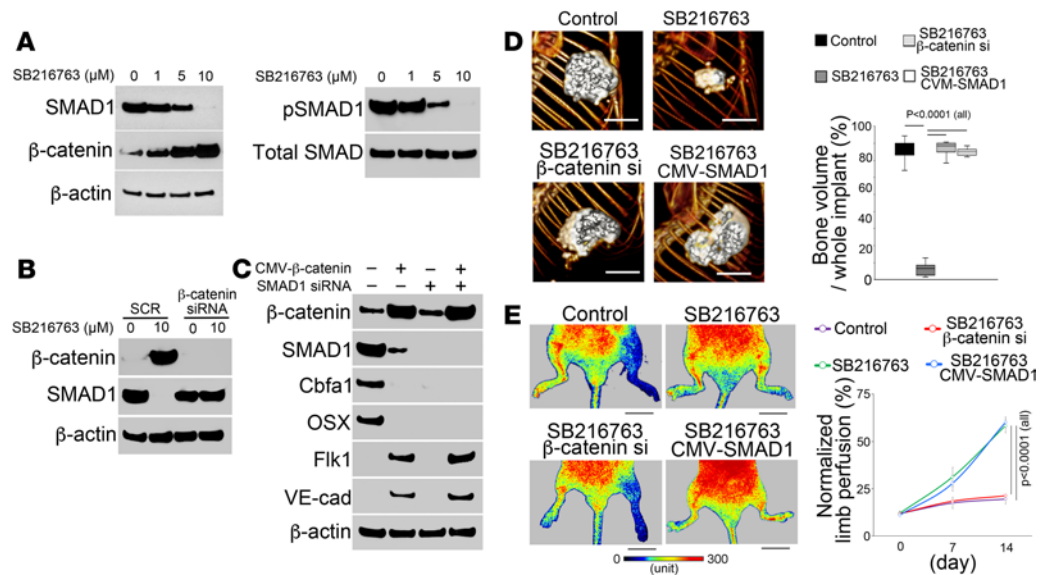 A
SB216763 (µM) 0 1 5 10
SMAD1
β-catenin
β-actin
SB216763 (µM) 0 1 5 10
pSMAD1
Total SMAD
B
SCR β-catenin siRNA
SB216763 (µM) 0 10 0 10
β-catenin
SMAD1
β-actin
C
CMV-β-catenin − + − +
SMAD1 siRNA − − + +
β-catenin
SMAD1
Cbfa1
OSX
Flk1
VE-cad
β-actin
D
Control SB216763
SB216763 SB216763
β-catenin si CMV-SMAD1
Control SB216763
β-catenin si
SB216763 SB216763
CVM-SMAD1
P<0.0001 (all)
Bone volume
/ whole implant (%)
100
80
60
40
20
0
E
Control SB216763
SB216763 SB216763
β-catenin si CMV-SMAD1
0 300
(unit)
Control SB216763
β-catenin si
SB216763 SB216763
CMV-SMAD1
Normalized
limb perfusion (%)
75
50
25
0
p<0.0001 (all)
0 7 14
(day)